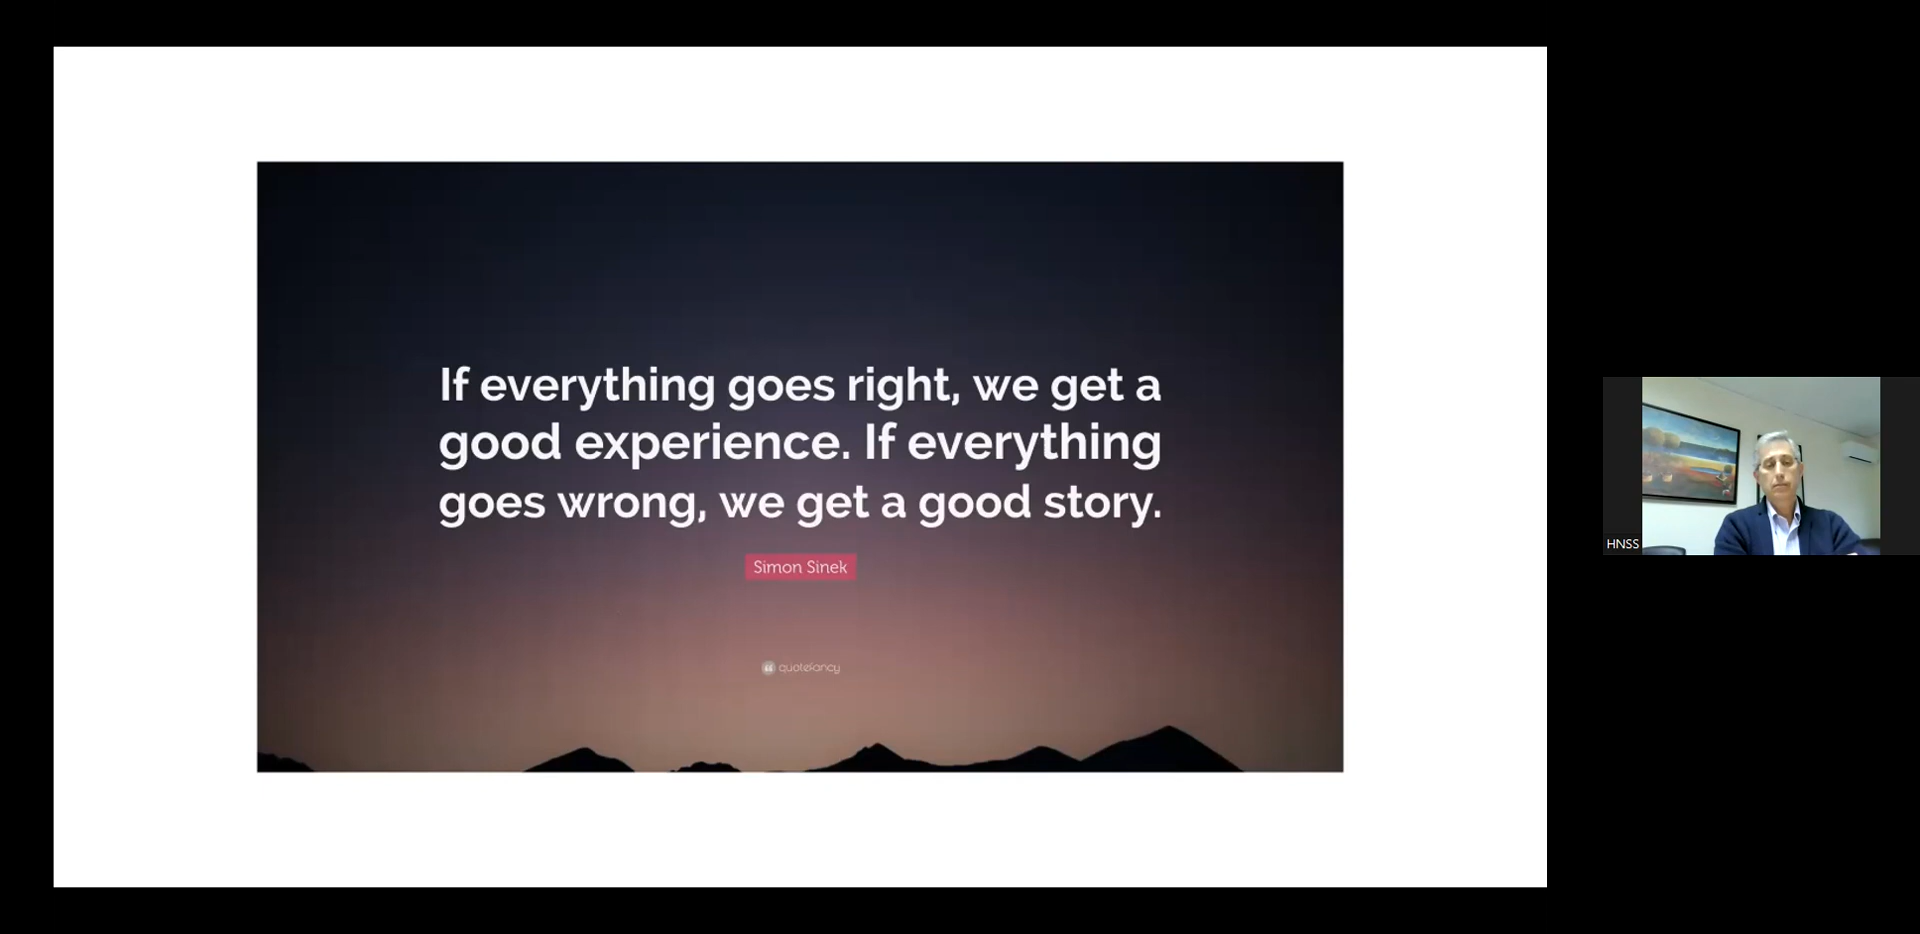 If everything goes right, we get a
good experience. If everything
goes wrong, we get a good story.
Simon Sinek
quotefancy
HNSS